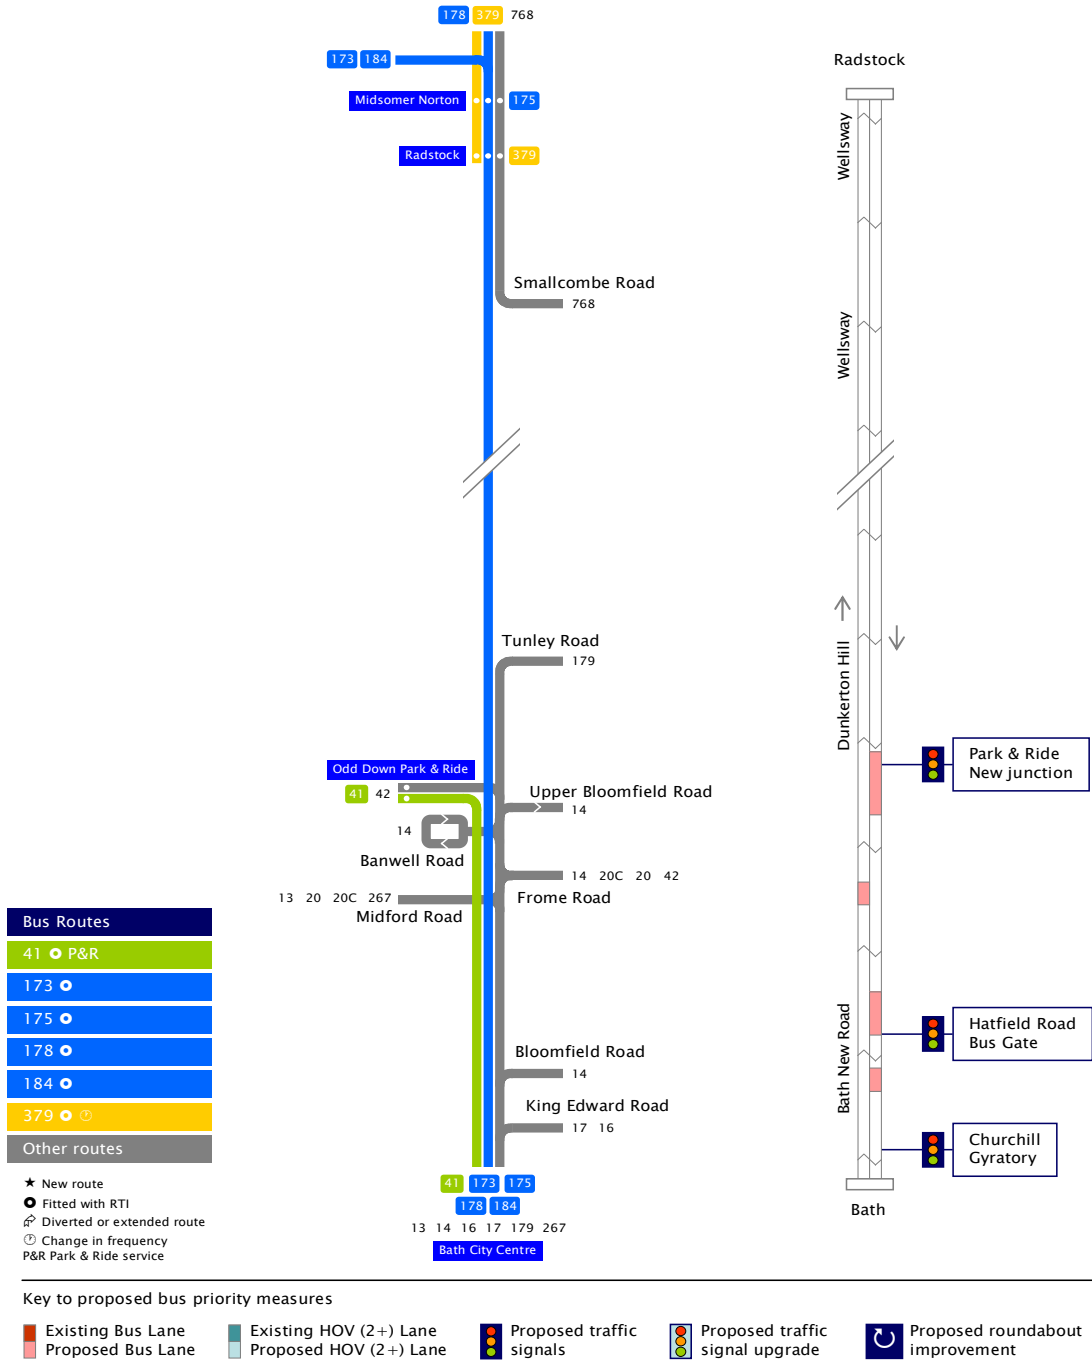 178 379 768
173 184
Midsomer Norton
175
Radstock
379
Smallcombe Road
768
Tunley Road
179
Odd Down Park & Ride
41 42
Upper Bloomfield Road
14
14
Banwell Road
14 20C 20 42
Frome Road
13 20 20C 267
Midford Road
Bloomfield Road
14
King Edward Road
17 16
41 173 175
178 184
13 14 16 17 179 267
Bath City Centre
Radstock
Wellsway
Wellsway
Dunkerton Hill
Bath New Road
Park & Ride
New junction
Hatfield Road
Bus Gate
Churchill
Gyratory
Bath
Bus Routes
41 P&R
173
175
178
184
379
Other routes
New route
Fitted with RTI
Diverted or extended route
Change in frequency
P&R Park & Ride service
Key to proposed bus priority measures
Existing Bus Lane
Proposed Bus Lane
Existing HOV (2+) Lane
Proposed HOV (2+) Lane
Proposed traffic
signals
Proposed traffic
signal upgrade
Proposed roundabout
improvement